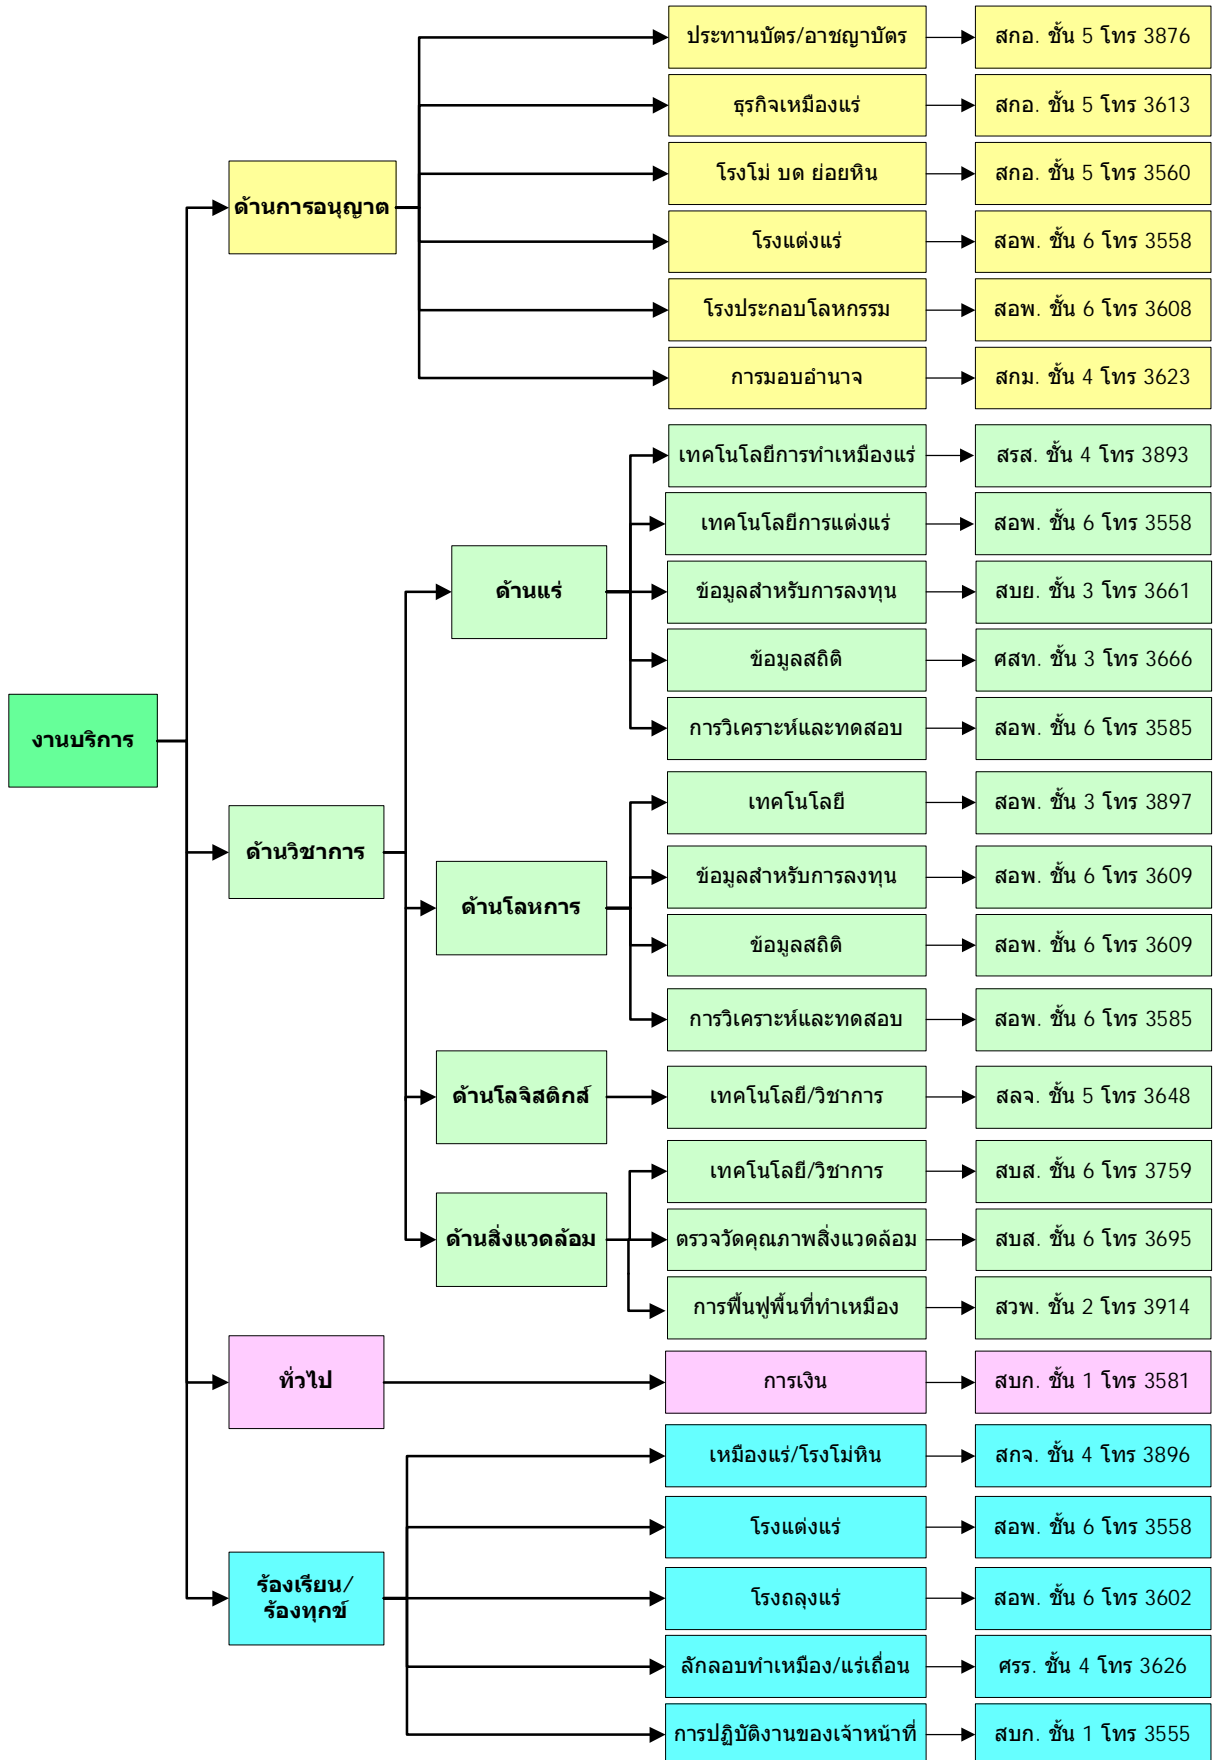 ประทานบัตร/อาชญาบัตร
สกอ. ชั้น 5 โทร 3876
ธุรกิจเหมืองแร่
สกอ. ชั้น 5 โทร 3613
โรงโม่ บด ย่อยหิน
สกอ. ชั้น 5 โทร 3560
ด้านการอนุญาต
โรงแต่งแร่
สอพ. ชั้น 6 โทร 3558
โรงประกอบโลหกรรม
สอพ. ชั้น 6 โทร 3608
การมอบอำนาจ
สกม. ชั้น 4 โทร 3623
เทคโนโลยีการทำเหมืองแร่
สรส. ชั้น 4 โทร 3893
เทคโนโลยีการแต่งแร่
สอพ. ชั้น 6 โทร 3558
ด้านแร่
ข้อมูลสำหรับการลงทุน
สบย. ชั้น 3 โทร 3661
ข้อมูลสถิติ
ศสท. ชั้น 3 โทร 3666
การวิเคราะห์และทดสอบ
สอพ. ชั้น 6 โทร 3585
งานบริการ
เทคโนโลยี
สอพ. ชั้น 3 โทร 3897
ด้านวิชาการ
ข้อมูลสำหรับการลงทุน
สอพ. ชั้น 6 โทร 3609
ด้านโลหการ
ข้อมูลสถิติ
สอพ. ชั้น 6 โทร 3609
การวิเคราะห์และทดสอบ
สอพ. ชั้น 6 โทร 3585
ด้านโลจิสติกส์
เทคโนโลยี/วิชาการ
สลจ. ชั้น 5 โทร 3648
เทคโนโลยี/วิชาการ
สบส. ชั้น 6 โทร 3759
ด้านสิ่งแวดล้อม
ตรวจวัดคุณภาพสิ่งแวดล้อม
สบส. ชั้น 6 โทร 3695
การฟื้นฟูพื้นที่ทำเหมือง
สวพ. ชั้น 2 โทร 3914
ทั่วไป
การเงิน
สบก. ชั้น 1 โทร 3581
เหมืองแร่/โรงโม่หิน
สกจ. ชั้น 4 โทร 3896
โรงแต่งแร่
สอพ. ชั้น 6 โทร 3558
ร้องเรียน/
ร้องทุกข์
โรงถลุงแร่
สอพ. ชั้น 6 โทร 3602
ลักลอบทำเหมือง/แร่เถื่อน
ศรร. ชั้น 4 โทร 3626
การปฏิบัติงานของเจ้าหน้าที่
สบก. ชั้น 1 โทร 3555